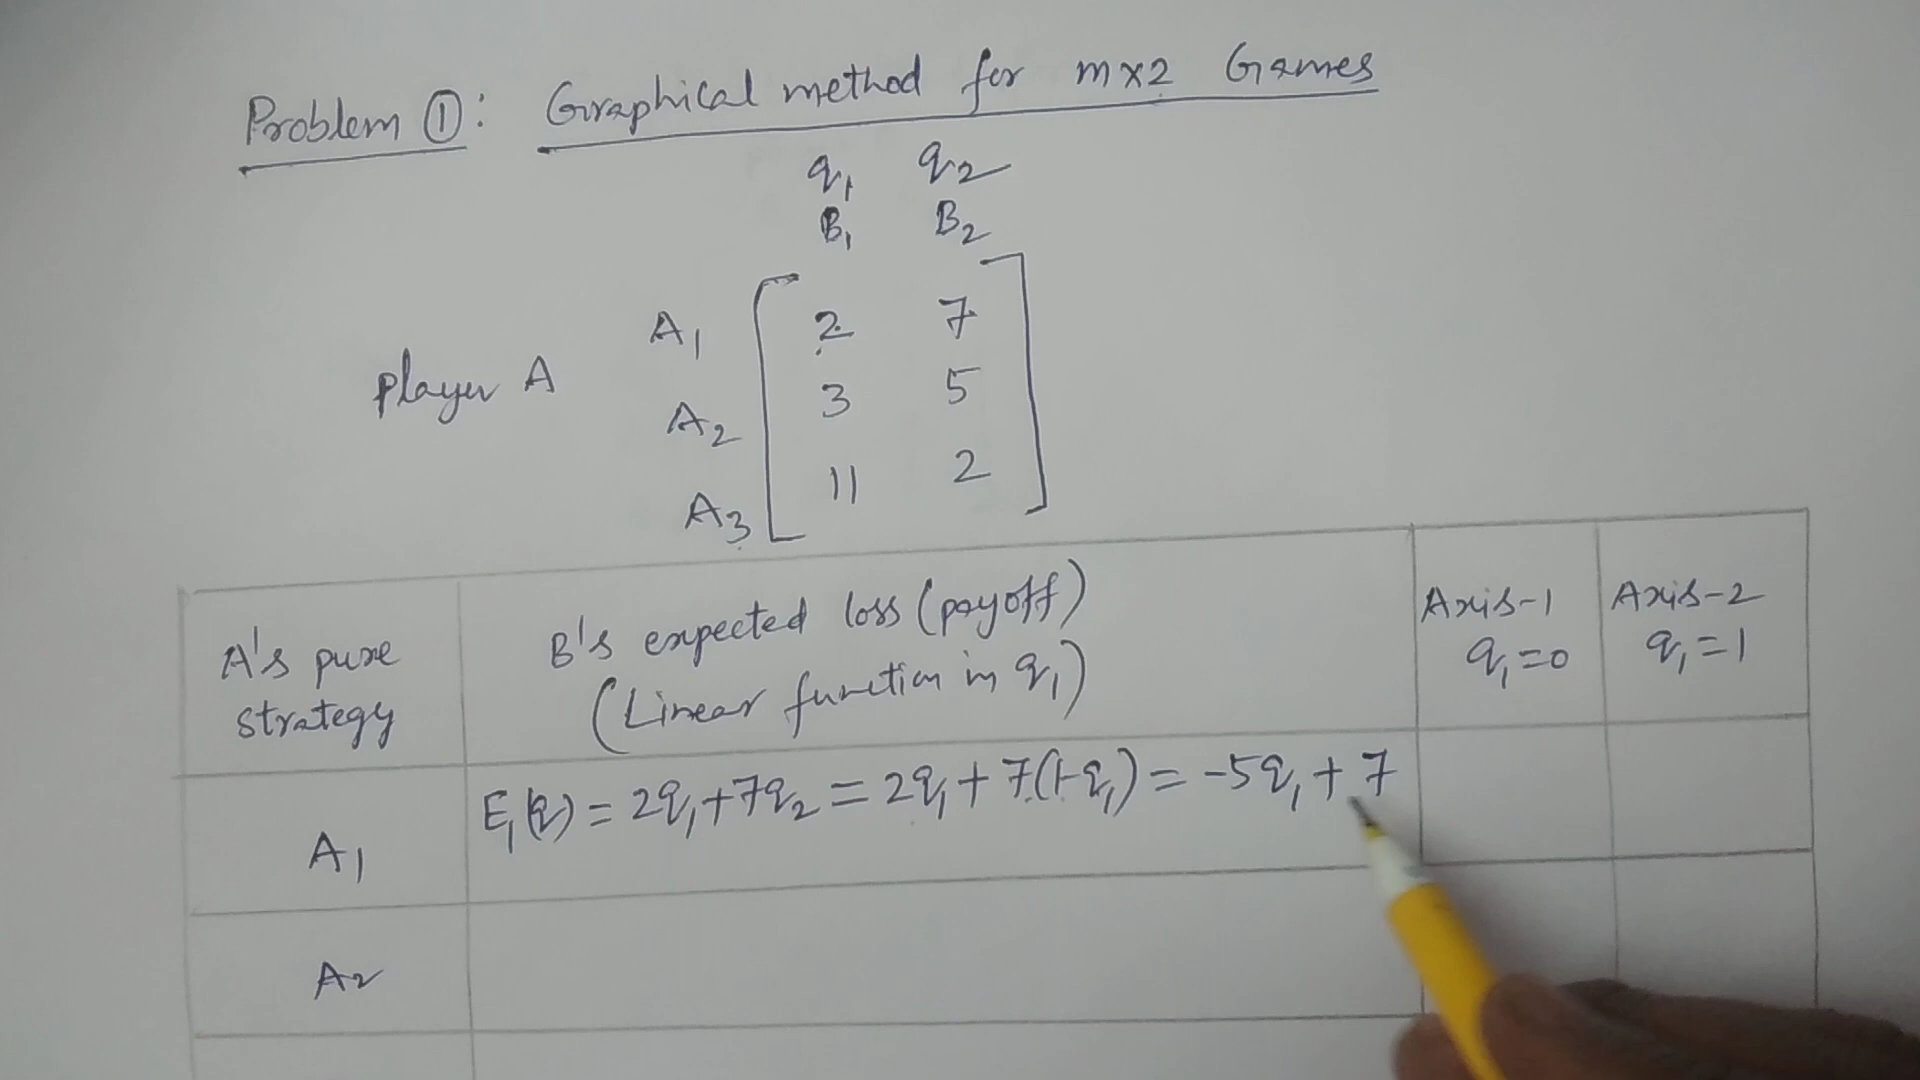 Problem ①: Graphical method for m×2 Games
q₁ q₂
B₁ B₂
A₁ 2 7
Player A
A₂ 3 5
A₃ 11 2
A's pure strategy
B's expected loss (payoff)
(Linear function in q₁)
Axis-1
q₁=0
Axis-2
q₁=1
A₁
E₁(q) = 2q₁+7q₂ = 2q₁+7(1-q₁) = -5q₁+7
A₂